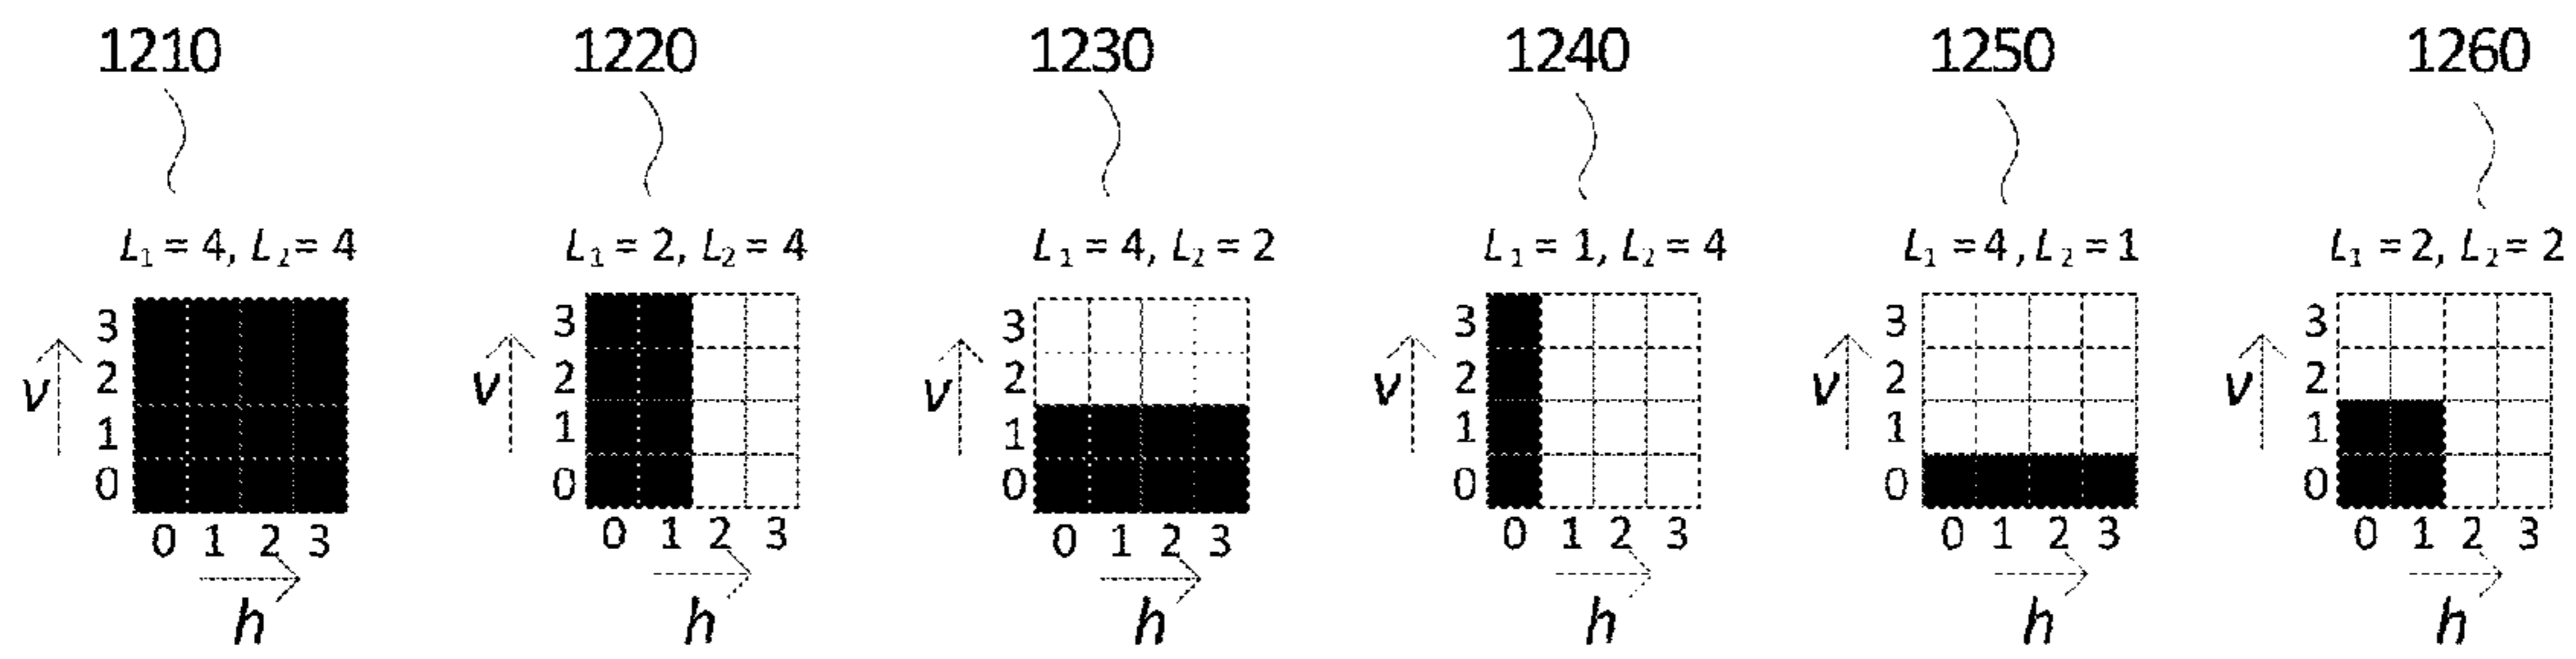 1210 1220 1230 1240 1250 1260
L₁ = 4, L₂ = 4 L₁ = 2, L₂ = 4 L₁ = 4, L₂ = 2 L₁ = 1, L₂ = 4 L₁ = 4, L₂ = 1 L₁ = 2, L₂ = 2
3 3 3 3 3 3
v 2 v 2 v 2 v 2 v 2 v 2
1 1 1 1 1 1
0 0 0 0 0 0
0 1 2 3 0 1 2 3 0 1 2 3 0 1 2 3 0 1 2 3 0 1 2 3
h h h h h h